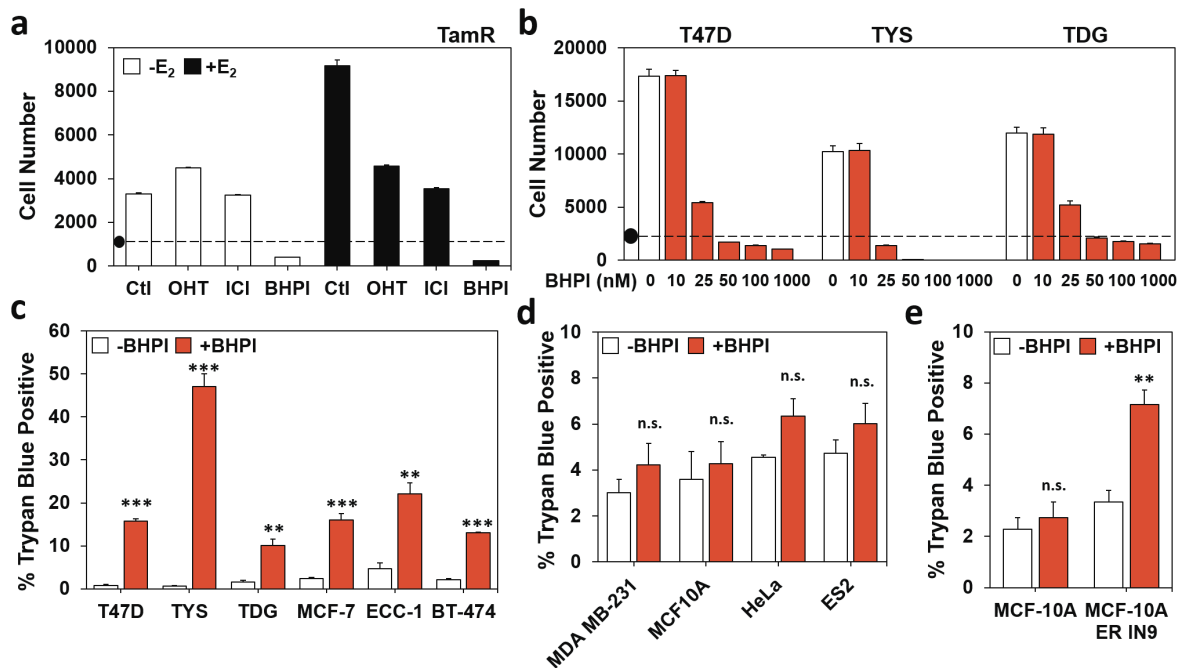 a
TamR
-E2 +E2
Cell Number
10000
8000
6000
4000
2000
0
Ctl OHT ICI BHPI Ctl OHT ICI BHPI
b
T47D TYS TDG
Cell Number
20000
15000
10000
5000
0
BHPI (nM) 0 10 25 50 100 1000 0 10 25 50 100 1000 0 10 25 50 100 1000
c
-BHPI +BHPI
% Trypan Blue Positive
60
50
40
30
20
10
0
*** *** ** *** ** ***
T47D TYS TDG MCF-7 ECC-1 BT-474
d
-BHPI +BHPI
% Trypan Blue Positive
10
8
6
4
2
0
n.s. n.s. n.s. n.s.
MDA MB-231 MCF10A HeLa ES2
e
-BHPI +BHPI
% Trypan Blue Positive
10
8
6
4
2
0
n.s. **
MCF-10A MCF-10A
ER IN9